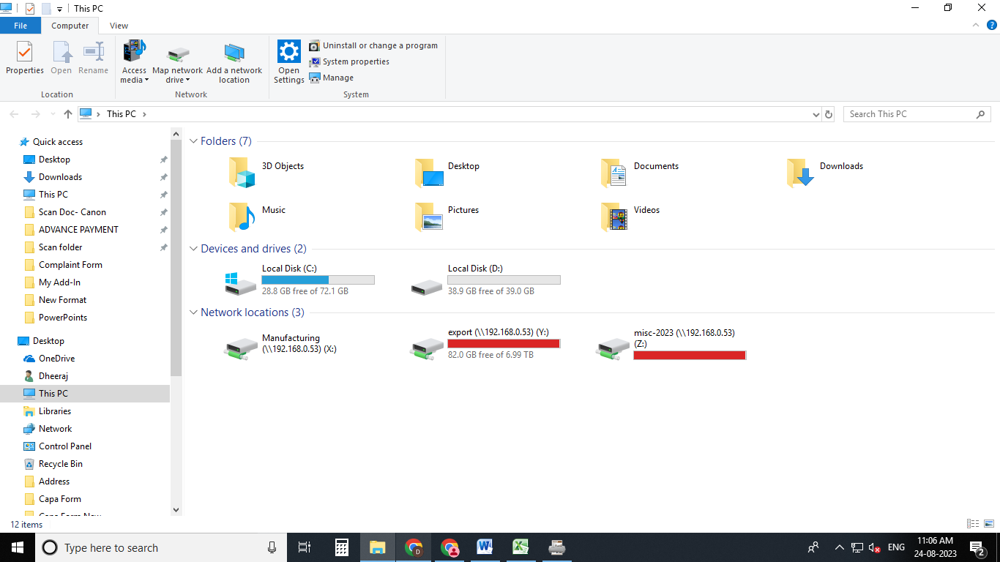 This PC
File
Computer
View
Properties
Open
Rename
Access
media
Map network
drive
Add a network
location
Open
Settings
Uninstall or change a program
System properties
Manage
Location
Network
System
This PC
Search This PC
Quick access
Desktop
Downloads
This PC
Scan Doc- Canon
ADVANCE PAYMENT
Scan folder
Complaint Form
My Add-In
New Format
PowerPoints
Desktop
OneDrive
Dheeraj
This PC
Libraries
Network
Control Panel
Recycle Bin
Address
Capa Form
Capa Form New
Folders (7)
3D Objects
Desktop
Documents
Downloads
Music
Pictures
Videos
Devices and drives (2)
Local Disk (C:)
28.8 GB free of 72.1 GB
Local Disk (D:)
38.9 GB free of 39.0 GB
Network locations (3)
Manufacturing
(\\192.168.0.53) (X:)
export (\\192.168.0.53) (Y:)
82.0 GB free of 6.99 TB
misc-2023 (\\192.168.0.53)
(Z:)
12 items
Type here to search
D
ENG
11:06 AM
24-08-2023
2